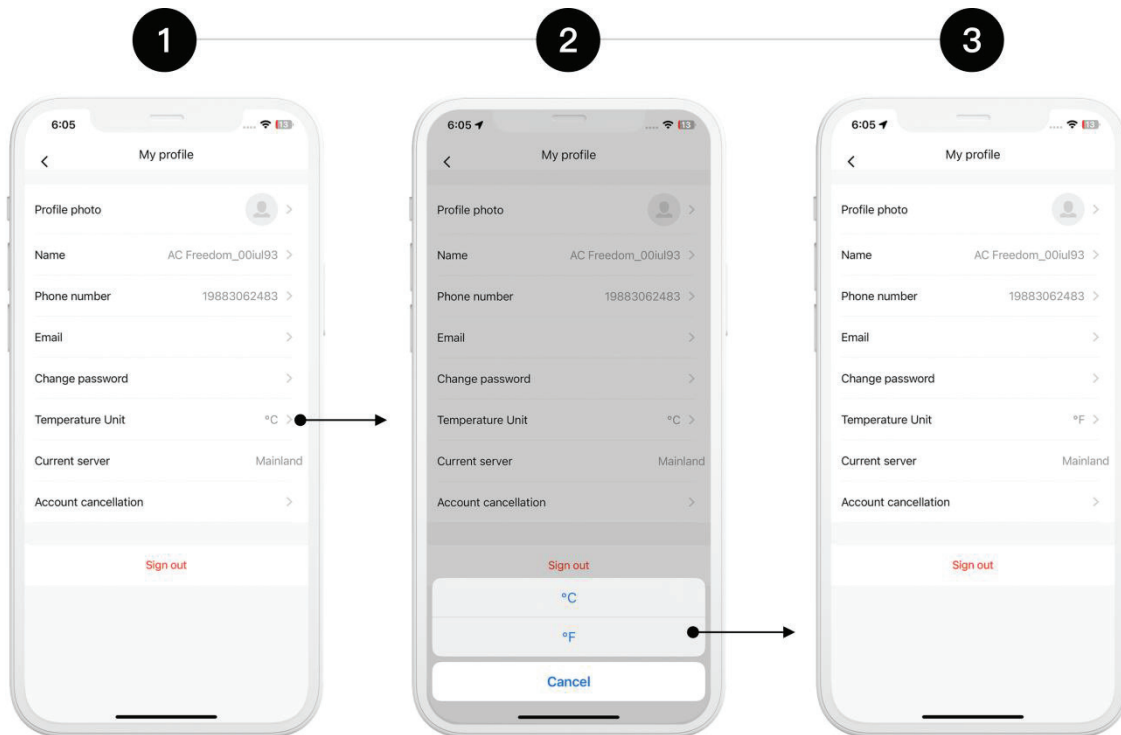 1
2
3
6:05
13
My profile
Profile photo
Name AC Freedom_00iul93
Phone number 19883062483
Email
Change password
Temperature Unit °C
Current server Mainland
Account cancellation
Sign out
6:05
13
My profile
Profile photo
Name AC Freedom_00iul93
Phone number 19883062483
Email
Change password
Temperature Unit °C
Current server Mainland
Account cancellation
Sign out
°C
°F
Cancel
6:05
13
My profile
Profile photo
Name AC Freedom_00iul93
Phone number 19883062483
Email
Change password
Temperature Unit °F
Current server Mainland
Account cancellation
Sign out